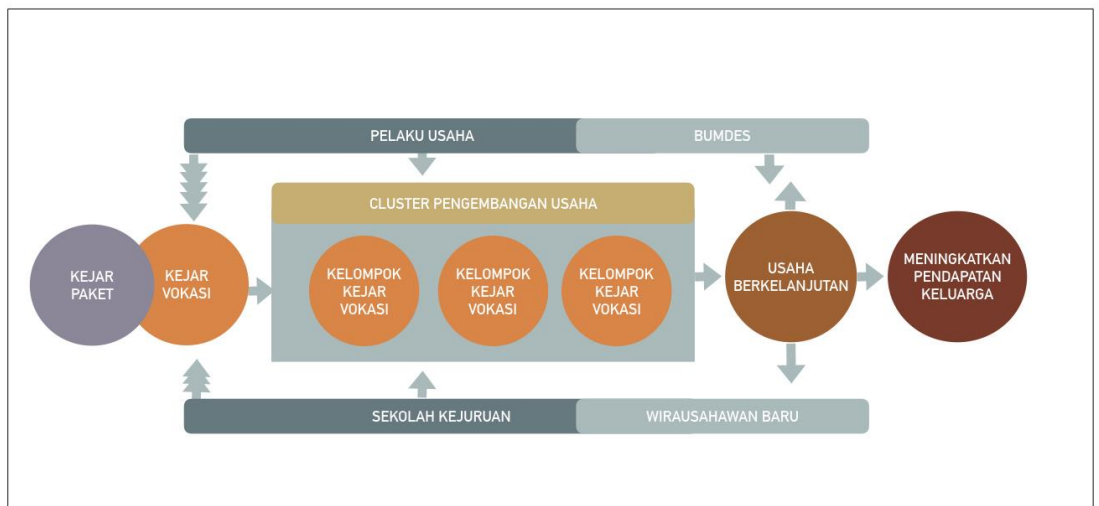 PELAKU USAHA
BUMDES
CLUSTER PENGEMBANGAN USAHA
KEJAR
PAKET
KEJAR
VOKASI
KELOMPOK
KEJAR
VOKASI
KELOMPOK
KEJAR
VOKASI
KELOMPOK
KEJAR
VOKASI
USAHA
BERKELANJUTAN
MENINGKATKAN
PENDAPATAN
KELUARGA
SEKOLAH KEJURUAN
WIRAUSAHAWAN BARU